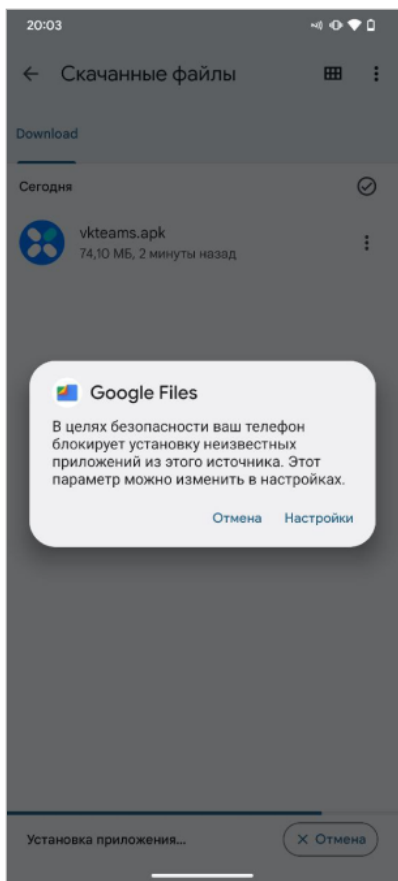 20:03
Скачанные файлы
Download
Сегодня
vkteams.apk
74,10 МБ, 2 минуты назад
Google Files
В целях безопасности ваш телефон
блокирует установку неизвестных
приложений из этого источника. Этот
параметр можно изменить в настройках.
Отмена Настройки
Установка приложения... Отмена